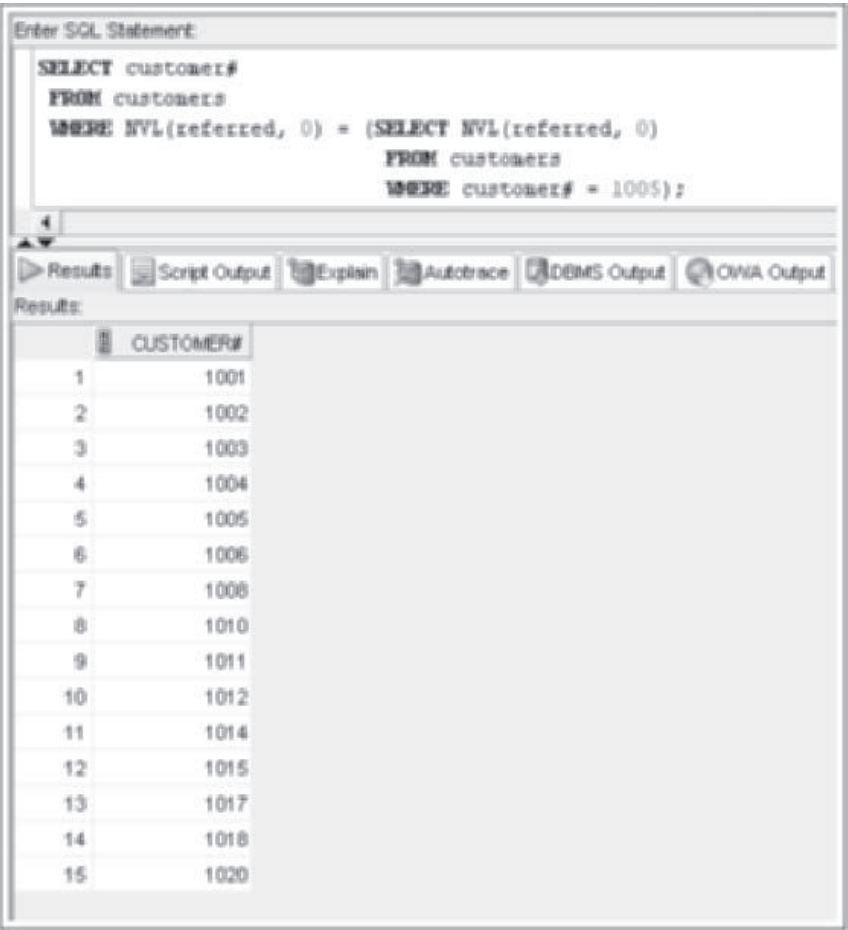 Enter SQL Statement:
SELECT customer#
FROM customers
WHERE NVL(referred, 0) = (SELECT NVL(referred, 0)
FROM customers
WHERE customer# = 1005);
Results Script Output Explain Autotrace DBMS Output OWA Output
Results:
CUSTOMER#
1 1001
2 1002
3 1003
4 1004
5 1005
6 1006
7 1008
8 1010
9 1011
10 1012
11 1014
12 1015
13 1017
14 1018
15 1020